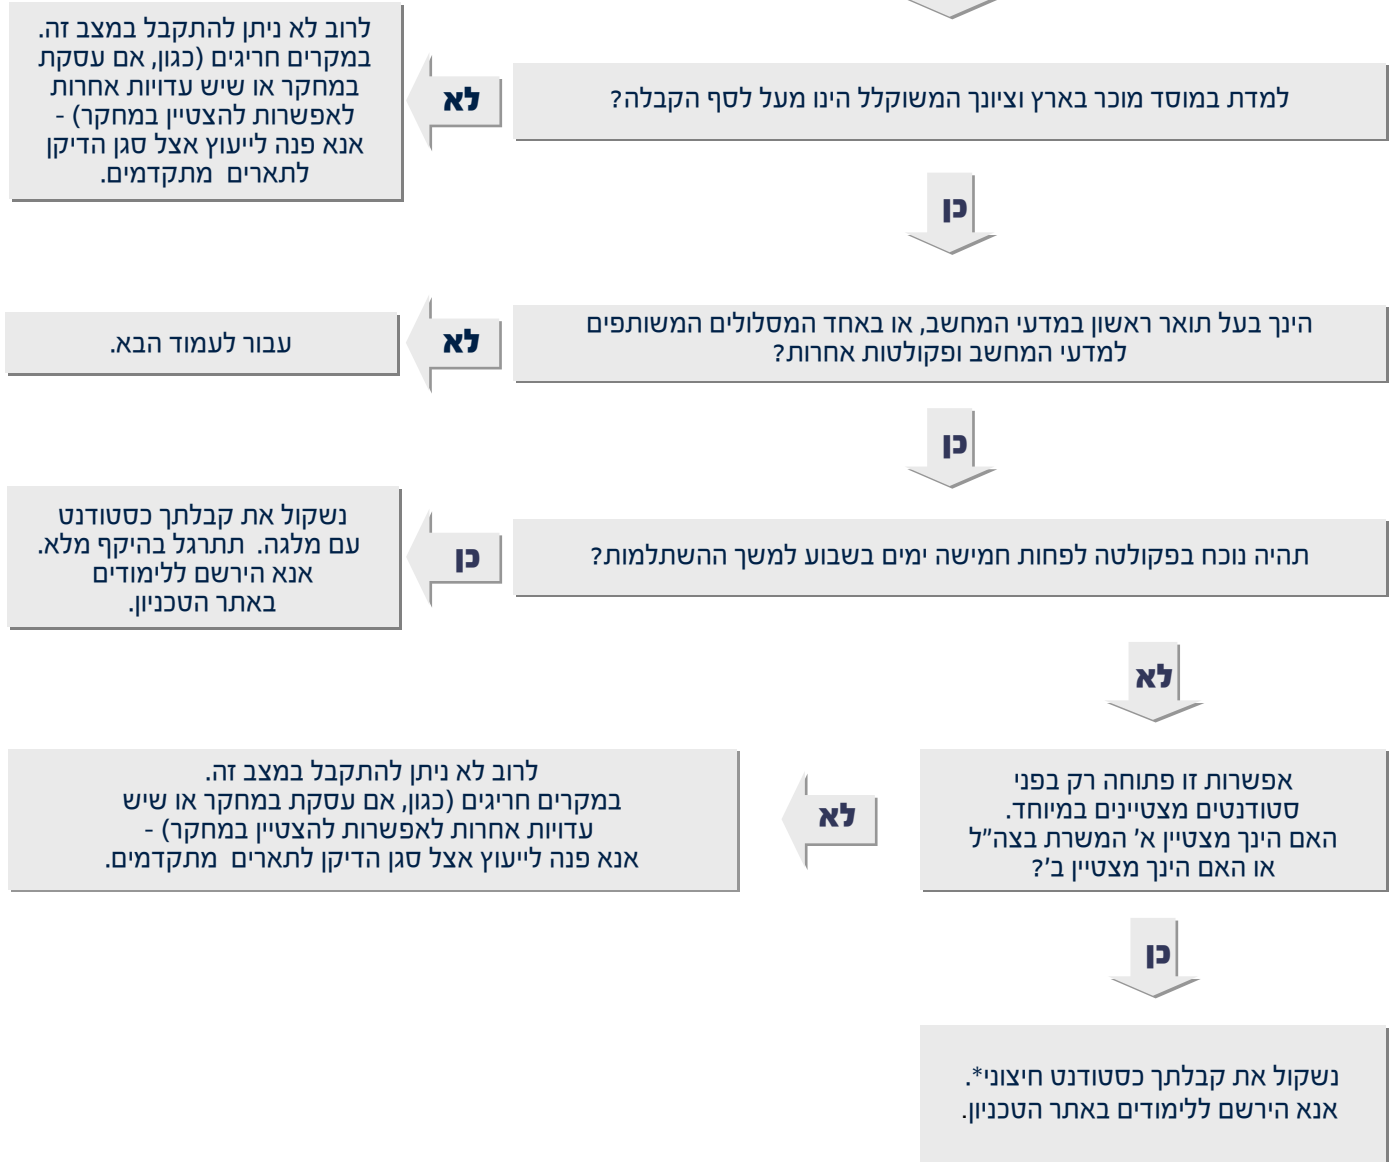 למדת במוסד מוכר בארץ וציונך המשוקלל הינו מעל לסף הקבלה?
לא
לרוב לא ניתן להתקבל במצב זה.
במקרים חריגים (כגון, אם עסקת
במחקר או שיש עדויות אחרות
לאפשרות להצטיין במחקר) -
אנא פנה לייעוץ אצל סגן הדיקן
לתארים  מתקדמים.
כן
הינך בעל תואר ראשון במדעי המחשב, או באחד המסלולים המשותפים
למדעי המחשב ופקולטות אחרות?
לא
עבור לעמוד הבא.
כן
תהיה נוכח בפקולטה לפחות חמישה ימים בשבוע למשך ההשתלמות?
כן
נשקול את קבלתך כסטודנט
עם מלגה.  תתרגל בהיקף מלא.
אנא הירשם ללימודים
באתר הטכניון.
לא
אפשרות זו פתוחה רק בפני
סטודנטים מצטיינים במיוחד.
האם הינך מצטיין א' המשרת בצה"ל
או האם הינך מצטיין ב'?
לא
לרוב לא ניתן להתקבל במצב זה.
במקרים חריגים (כגון, אם עסקת במחקר או שיש
עדויות אחרות לאפשרות להצטיין במחקר) -
אנא פנה לייעוץ אצל סגן הדיקן לתארים  מתקדמים.
כן
נשקול את קבלתך כסטודנט חיצוני*.
אנא הירשם ללימודים באתר הטכניון.